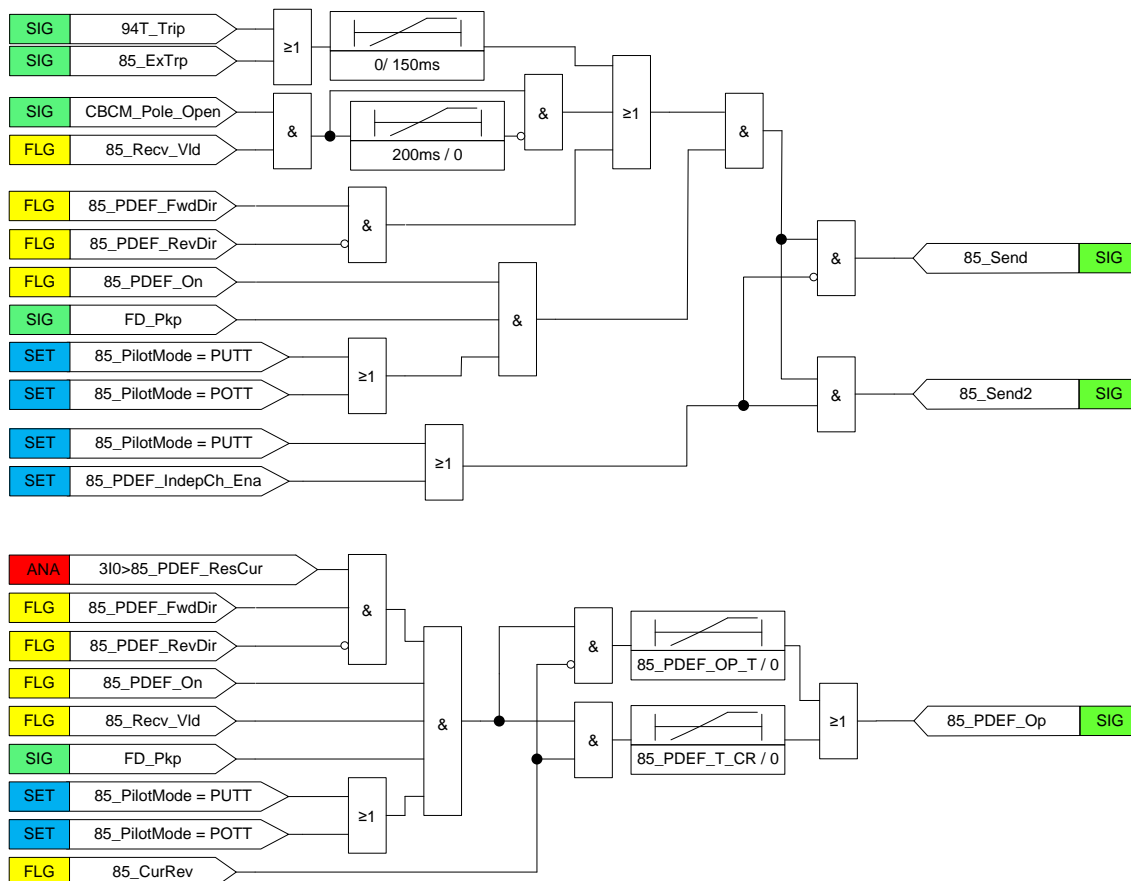 SIG 94T_Trip
SIG 85_ExTrp
≥1
0/ 150ms
SIG CBCM_Pole_Open
FLG 85_Recv_Vld
&
200ms / 0
&
≥1
&
FLG 85_PDEF_FwdDir
FLG 85_PDEF_RevDir
&
FLG 85_PDEF_On
SIG FD_Pkp
SET 85_PilotMode = PUTT
SET 85_PilotMode = POTT
≥1
&
SET 85_PilotMode = PUTT
SET 85_PDEF_IndepCh_Ena
≥1
&
85_Send SIG
&
85_Send2 SIG
ANA 3I0>85_PDEF_ResCur
FLG 85_PDEF_FwdDir
FLG 85_PDEF_RevDir
&
FLG 85_PDEF_On
FLG 85_Recv_Vld
SIG FD_Pkp
SET 85_PilotMode = PUTT
SET 85_PilotMode = POTT
≥1
&
FLG 85_CurRev
&
85_PDEF_OP_T / 0
&
85_PDEF_T_CR / 0
≥1
85_PDEF_Op SIG